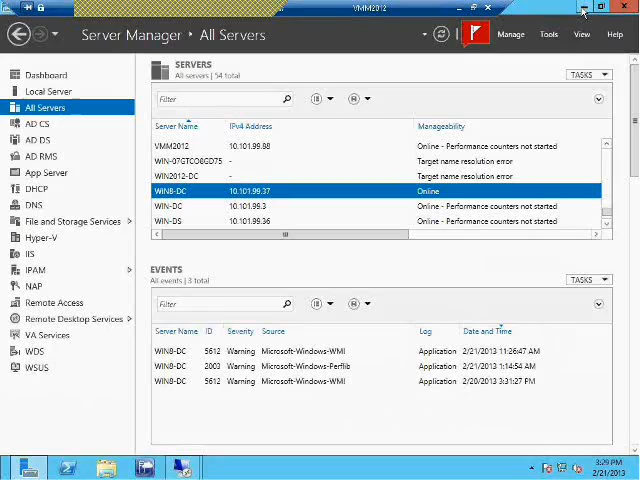 VMM2012
Server Manager ▸ All Servers
Manage Tools View Help
Dashboard
Local Server
All Servers
AD CS
AD DS
AD RMS
App Server
DHCP
DNS
File and Storage Services
Hyper-V
IIS
IPAM
NAP
Remote Access
Remote Desktop Services
VA Services
WDS
WSUS
SERVERS
All servers | 54 total
TASKS
Filter
Server Name IPv4 Address Manageability
VMM2012 10.101.99.88 Online - Performance counters not started
WIN-07GTCO8GD75 - Target name resolution error
WIN2012-DC - Target name resolution error
WIN8-DC 10.101.99.37 Online
WIN-DC 10.101.99.3 Online - Performance counters not started
WIN-DS 10.101.99.36 Online - Performance counters not started
EVENTS
All events | 3 total
TASKS
Filter
Server Name ID Severity Source Log Date and Time
WIN8-DC 5612 Warning Microsoft-Windows-WMI Application 2/21/2013 11:26:47 AM
WIN8-DC 2003 Warning Microsoft-Windows-Perflib Application 2/21/2013 1:14:54 AM
WIN8-DC 5612 Warning Microsoft-Windows-WMI Application 2/20/2013 3:31:27 PM
3:29 PM
2/21/2013